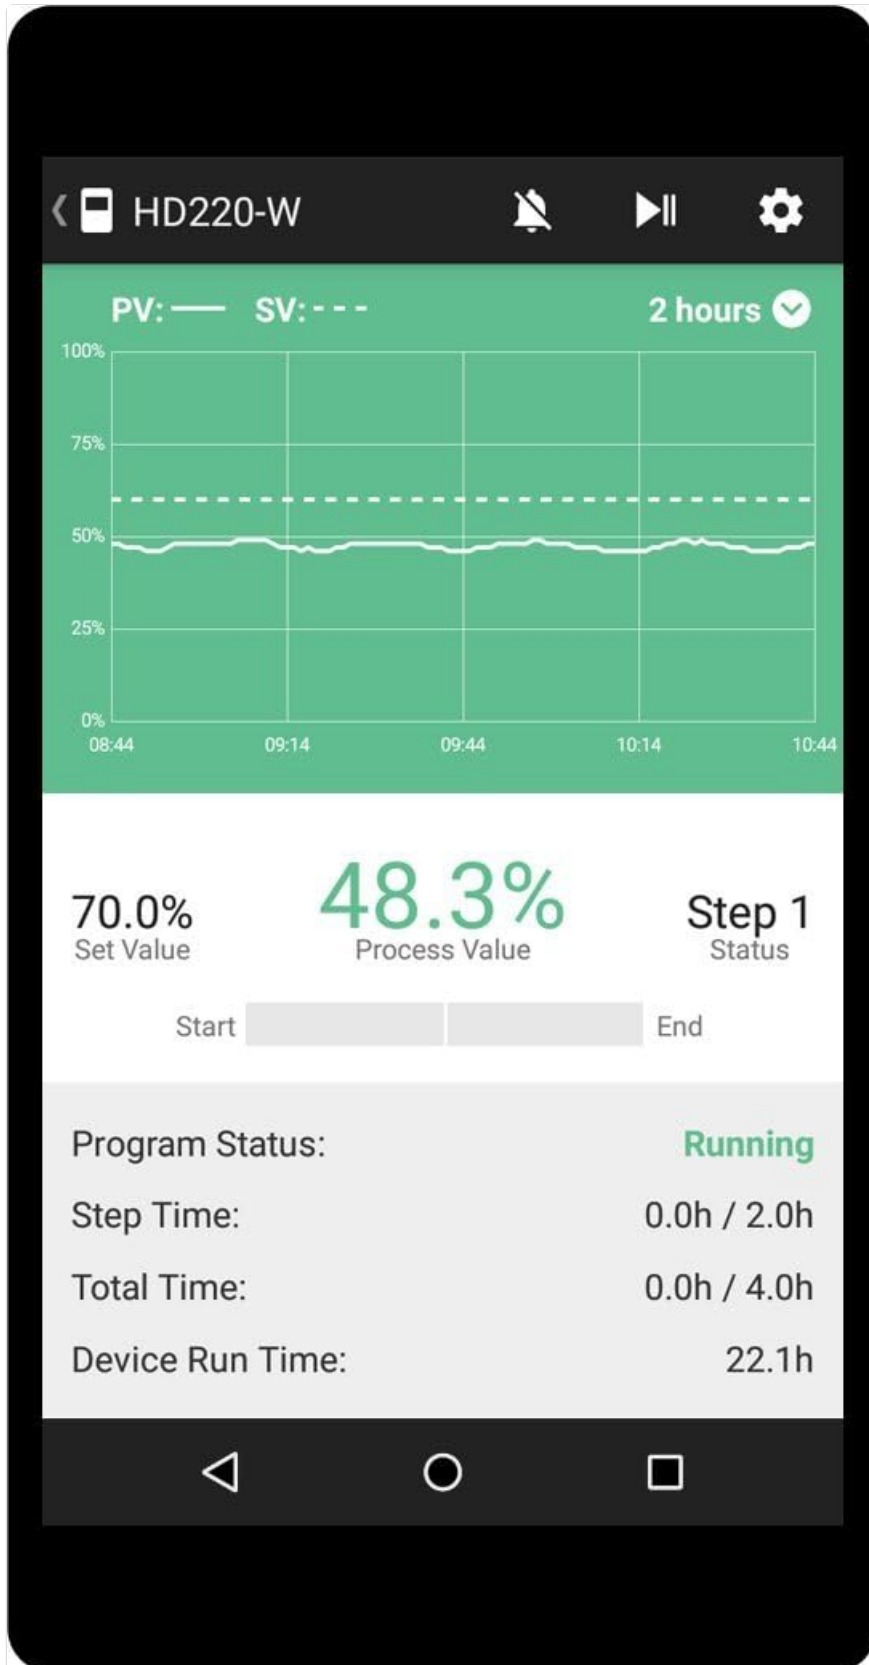 HD220-W
PV: SV: 2 hours
100%
75%
50%
25%
0%
08:44 09:14 09:44 10:14 10:44
70.0% 48.3% Step 1
Set Value Process Value Status
Start End
Program Status: Running
Step Time: 0.0h / 2.0h
Total Time: 0.0h / 4.0h
Device Run Time: 22.1h